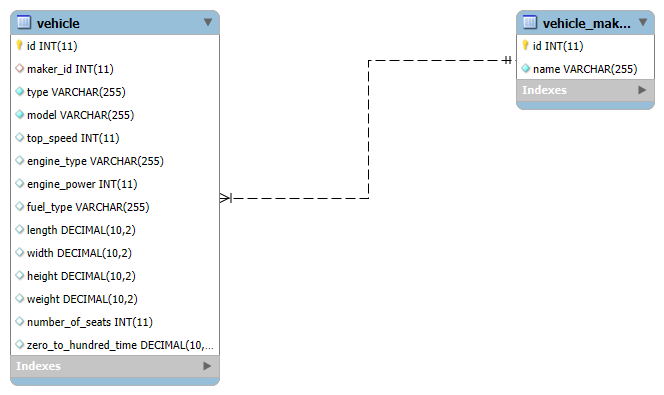 vehicle
id INT(11)
maker_id INT(11)
type VARCHAR(255)
model VARCHAR(255)
top_speed INT(11)
engine_type VARCHAR(255)
engine_power INT(11)
fuel_type VARCHAR(255)
length DECIMAL(10,2)
width DECIMAL(10,2)
height DECIMAL(10,2)
weight DECIMAL(10,2)
number_of_seats INT(11)
zero_to_hundred_time DECIMAL(10,...
Indexes
vehicle_mak...
id INT(11)
name VARCHAR(255)
Indexes